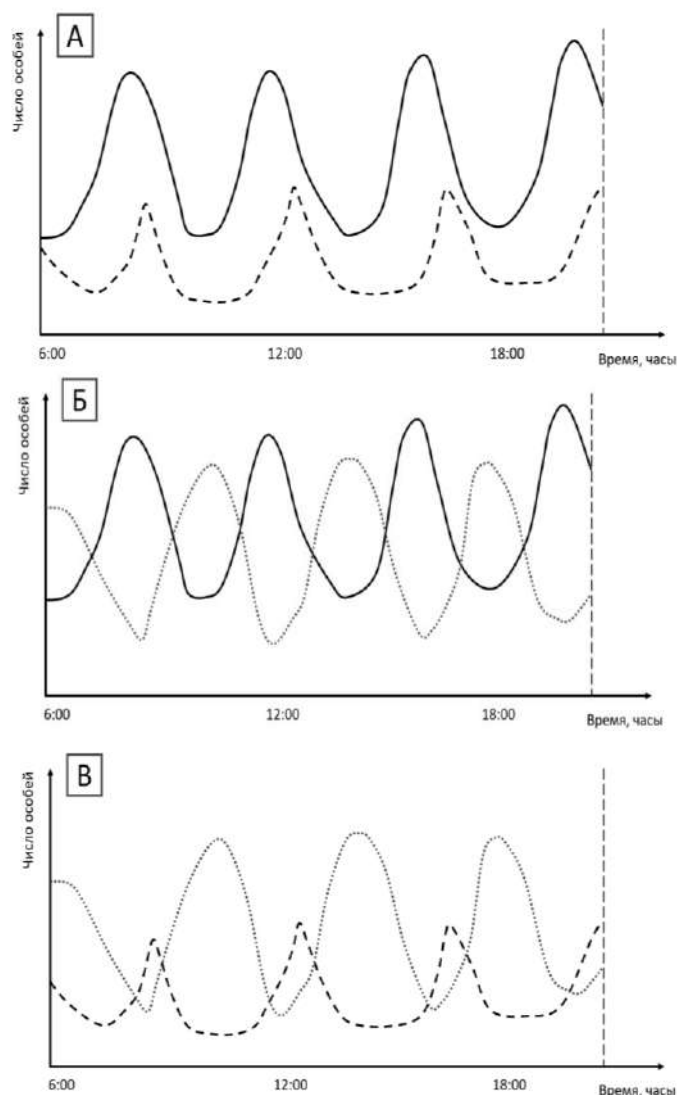 А
Число особей
6:00 12:00 18:00 Время, часы
Б
Число особей
6:00 12:00 18:00 Время, часы
В
Число особей
6:00 12:00 18:00 Время, часы